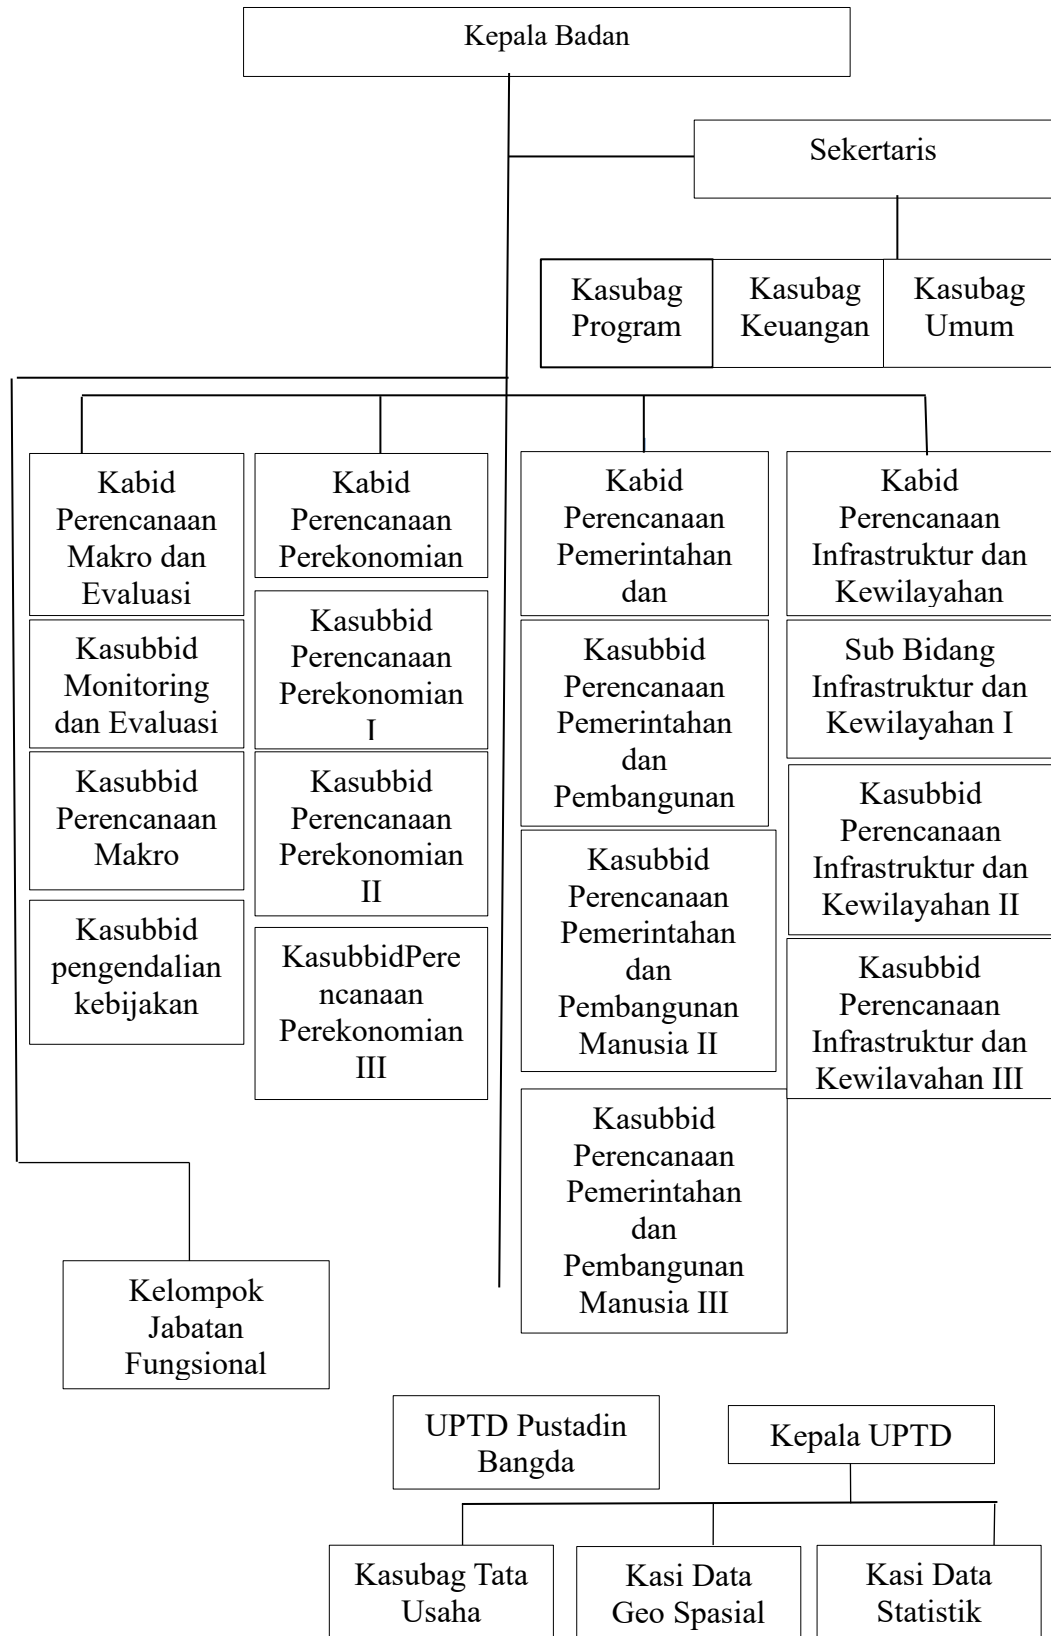 Kepala Badan
Sekertaris
Kasubag
Program
Kasubag
Keuangan
Kasubag
Umum
Kabid
Perencanaan
Makro dan
Evaluasi
Kabid
Perencanaan
Perekonomian
Kabid
Perencanaan
Pemerintahan
dan
Kabid
Perencanaan
Infrastruktur dan
Kewilayahan
Kasubbid
Monitoring
dan Evaluasi
Kasubbid
Perencanaan
Perekonomian
I
Kasubbid
Perencanaan
Pemerintahan
dan
Pembangunan
Sub Bidang
Infrastruktur dan
Kewilayahan I
Kasubbid
Perencanaan
Makro
Kasubbid
Perencanaan
Perekonomian
II
Kasubbid
Perencanaan
Pemerintahan
dan
Pembangunan
Manusia II
Kasubbid
Perencanaan
Infrastruktur dan
Kewilayahan II
Kasubbid
pengendalian
kebijakan
KasubbidPere
ncanaan
Perekonomian
III
Kasubbid
Perencanaan
Infrastruktur dan
Kewilayahan III
Kasubbid
Perencanaan
Pemerintahan
dan
Pembangunan
Manusia III
Kelompok
Jabatan
Fungsional
UPTD Pustadin
Bangda
Kepala UPTD
Kasubag Tata
Usaha
Kasi Data
Geo Spasial
Kasi Data
Statistik